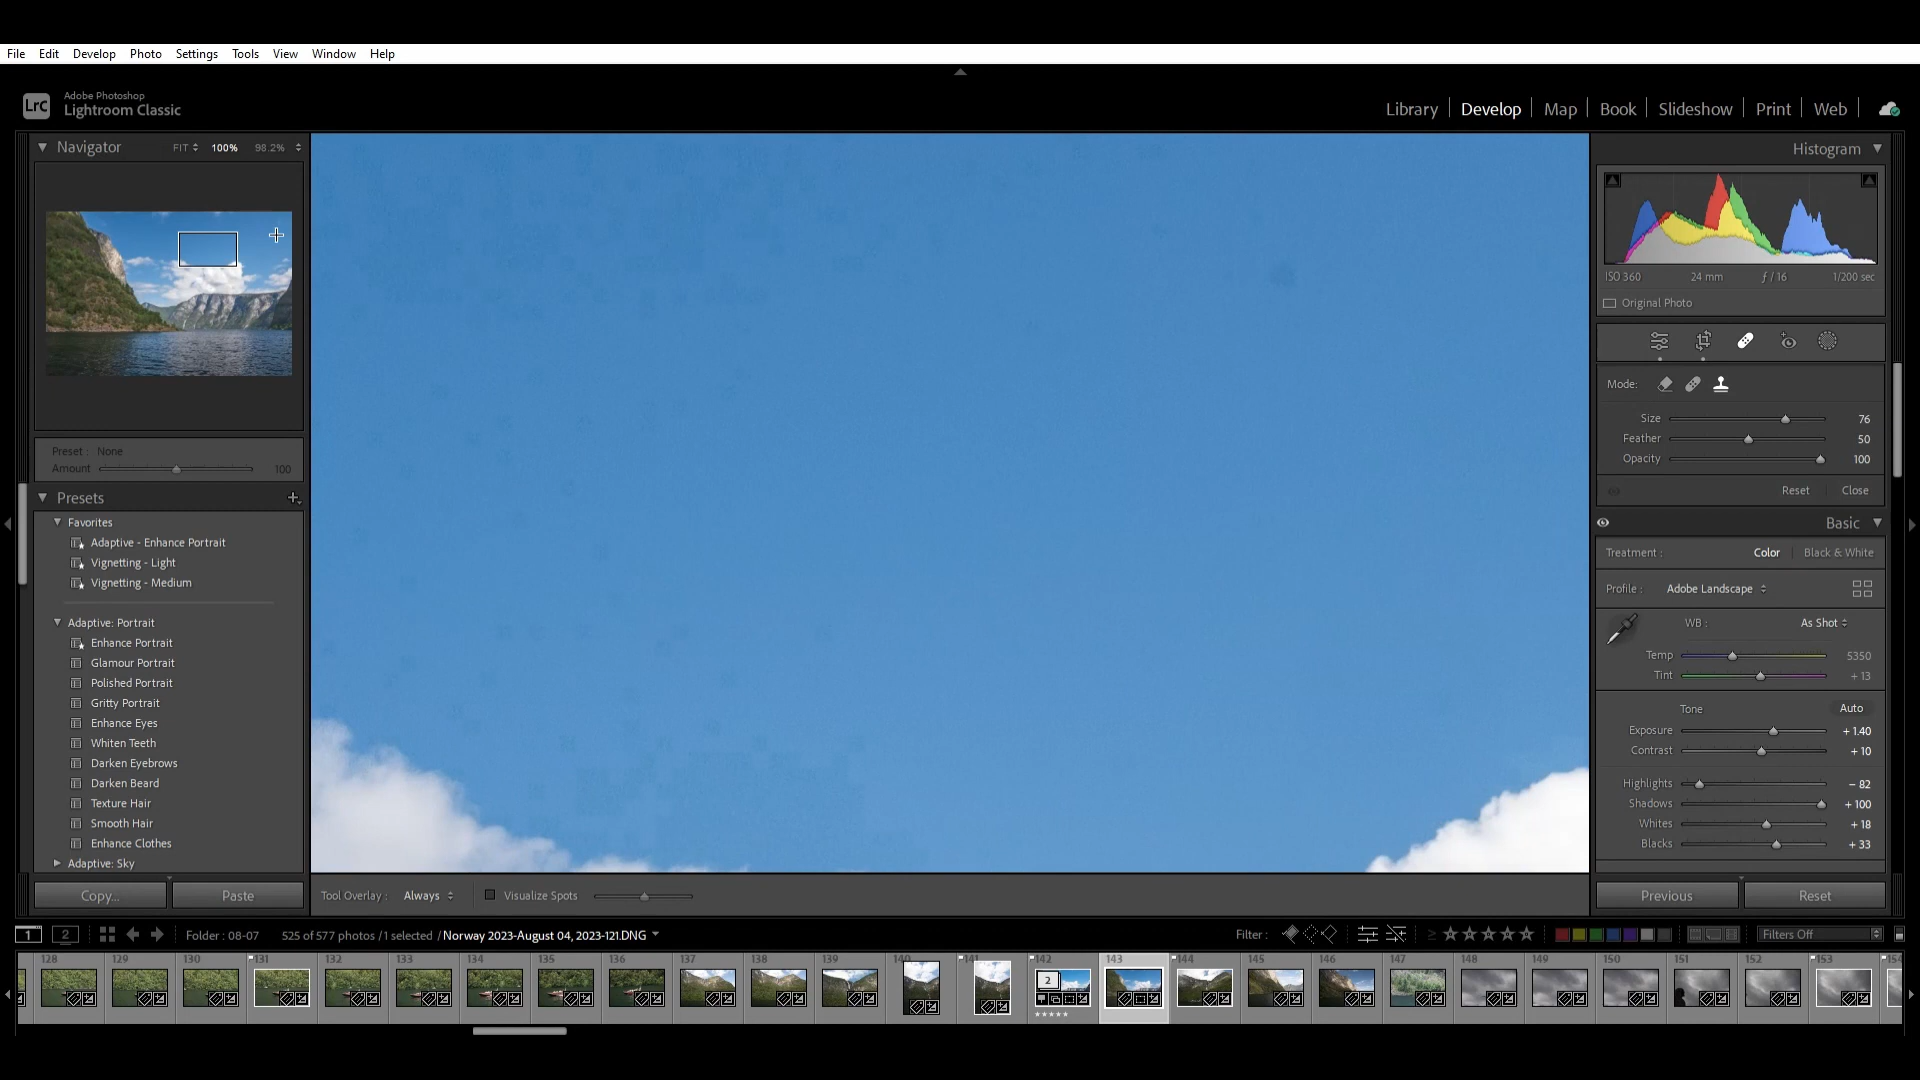 File Edit Develop Photo Settings Tools View Window Help
LrC
Adobe Photoshop
Lightroom Classic
Library Develop Map Book Slideshow Print Web
Navigator FIT 100% 98.2%
Preset : None
Amount 100
Presets
Favorites
Adaptive - Enhance Portrait
Vignetting - Light
Vignetting - Medium
Adaptive: Portrait
Enhance Portrait
Glamour Portrait
Polished Portrait
Gritty Portrait
Enhance Eyes
Whiten Teeth
Darken Eyebrows
Darken Beard
Texture Hair
Smooth Hair
Enhance Clothes
Adaptive: Sky
Copy... Paste
Histogram
ISO 360 24 mm ƒ / 16 1/200 sec
Original Photo
Mode:
Size 76
Feather 50
Opacity 100
Reset Close
Basic
Treatment : Color Black & White
Profile : Adobe Landscape
WB : As Shot
Temp 5350
Tint + 13
Tone Auto
Exposure + 1.40
Contrast + 10
Highlights − 82
Shadows + 100
Whites + 18
Blacks + 33
Previous Reset
Tool Overlay : Always Visualize Spots
1 2 Folder : 08-07 525 of 577 photos / 1 selected / Norway 2023-August 04, 2023-121.DNG Filter : ≥ Filters Off
128 129 130 131 132 133 134 135 136 137 138 139 140 141 142 143 144 145 146 147 148 149 150 151 152 153 154
2